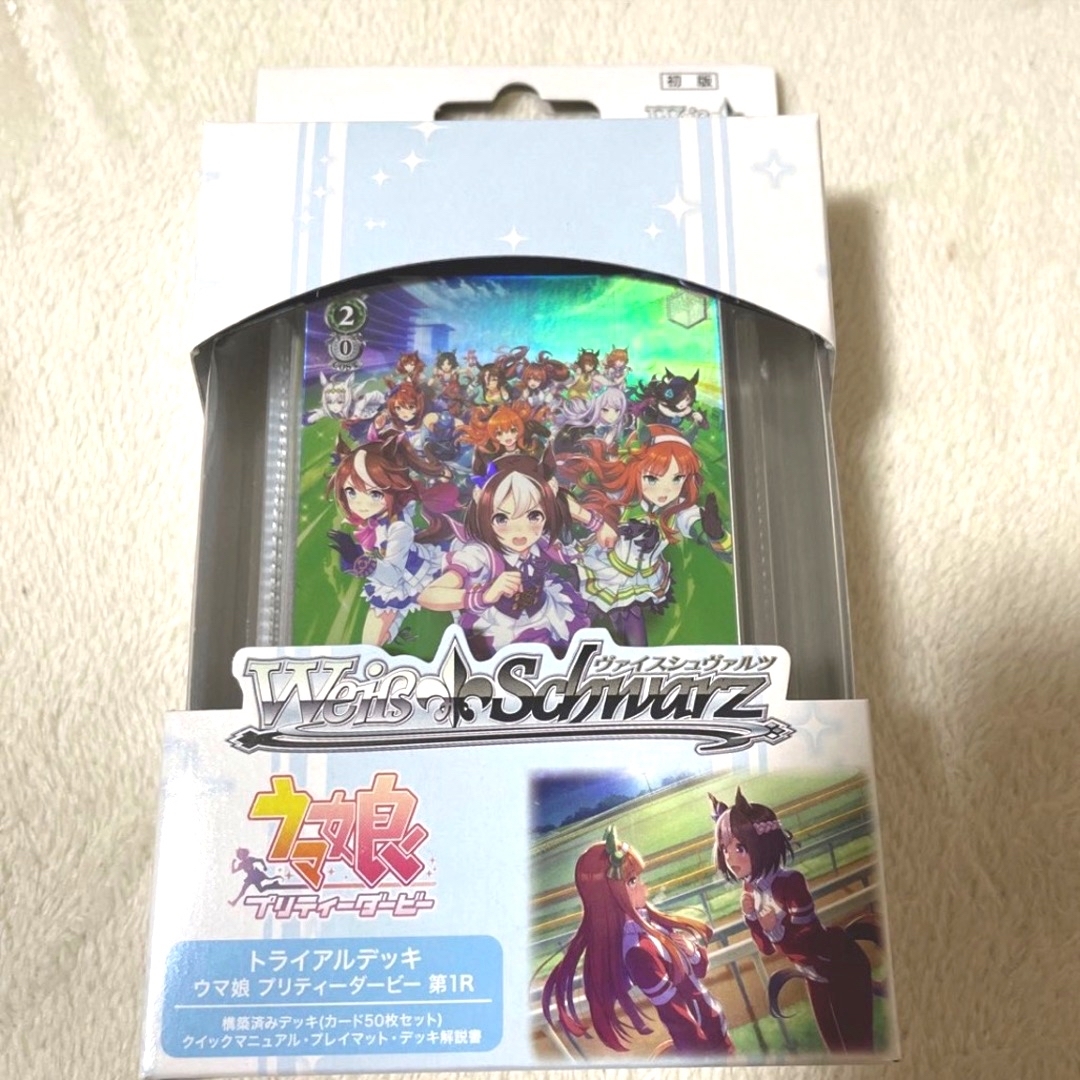 初版
2
0
ヴァイスシュヴァルツ
Weiß Schwarz
ウマ娘
プリティーダービー
トライアルデッキ
ウマ娘 プリティーダービー 第1R
構築済みデッキ(カード50枚セット)
クイックマニュアル・プレイマット・デッキ解説書